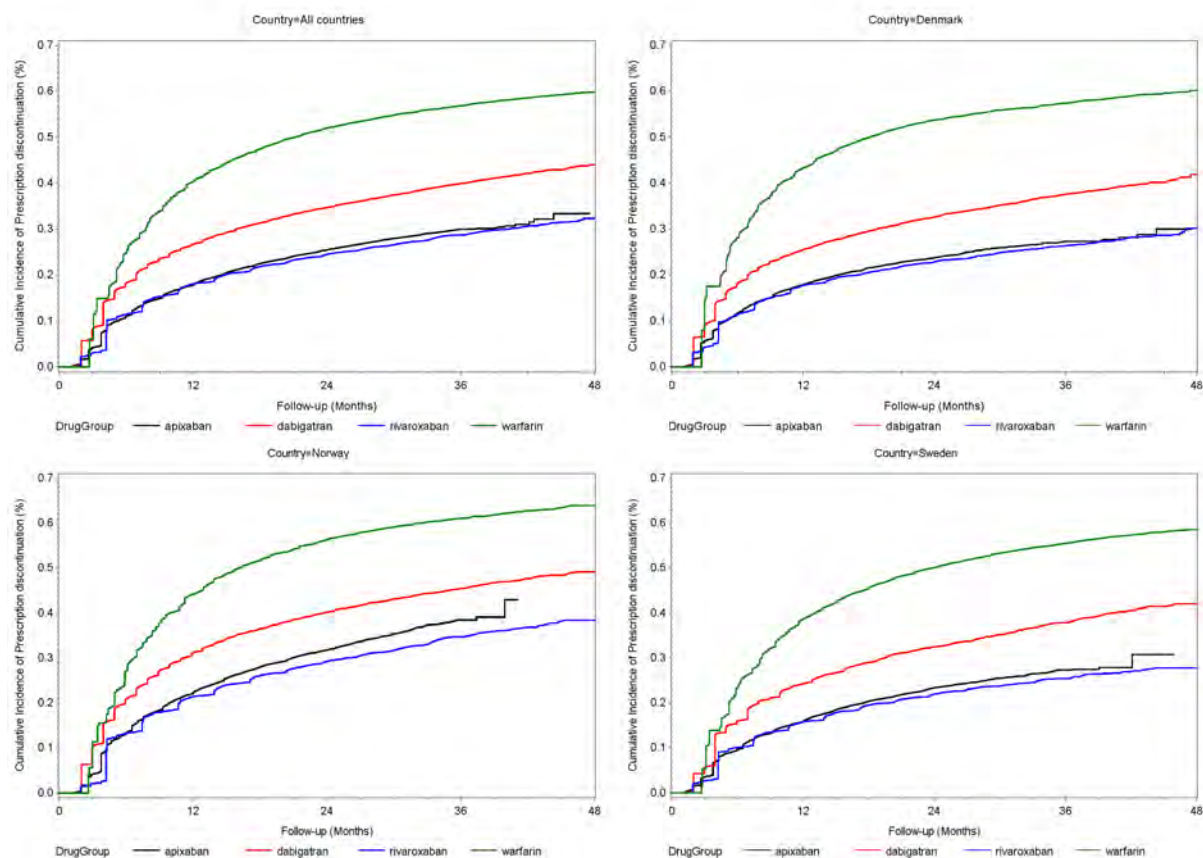 Country=All countries
Cumulative Incidence of Prescription discontinuation (%)
0.7
0.6
0.5
0.4
0.3
0.2
0.1
0.0
0 12 24 36 48
Follow-up (Months)
DrugGroup apixaban dabigatran rivaroxaban warfarin
Country=Denmark
Cumulative Incidence of Prescription discontinuation (%)
0.7
0.6
0.5
0.4
0.3
0.2
0.1
0.0
0 12 24 36 48
Follow-up (Months)
DrugGroup apixaban dabigatran rivaroxaban warfarin
Country=Norway
Cumulative Incidence of Prescription discontinuation (%)
0.7
0.6
0.5
0.4
0.3
0.2
0.1
0.0
0 12 24 36 48
Follow-up (Months)
DrugGroup apixaban dabigatran rivaroxaban warfarin
Country=Sweden
Cumulative Incidence of Prescription discontinuation (%)
0.7
0.6
0.5
0.4
0.3
0.2
0.1
0.0
0 12 24 36 48
Follow-up (Months)
DrugGroup apixaban dabigatran rivaroxaban warfarin